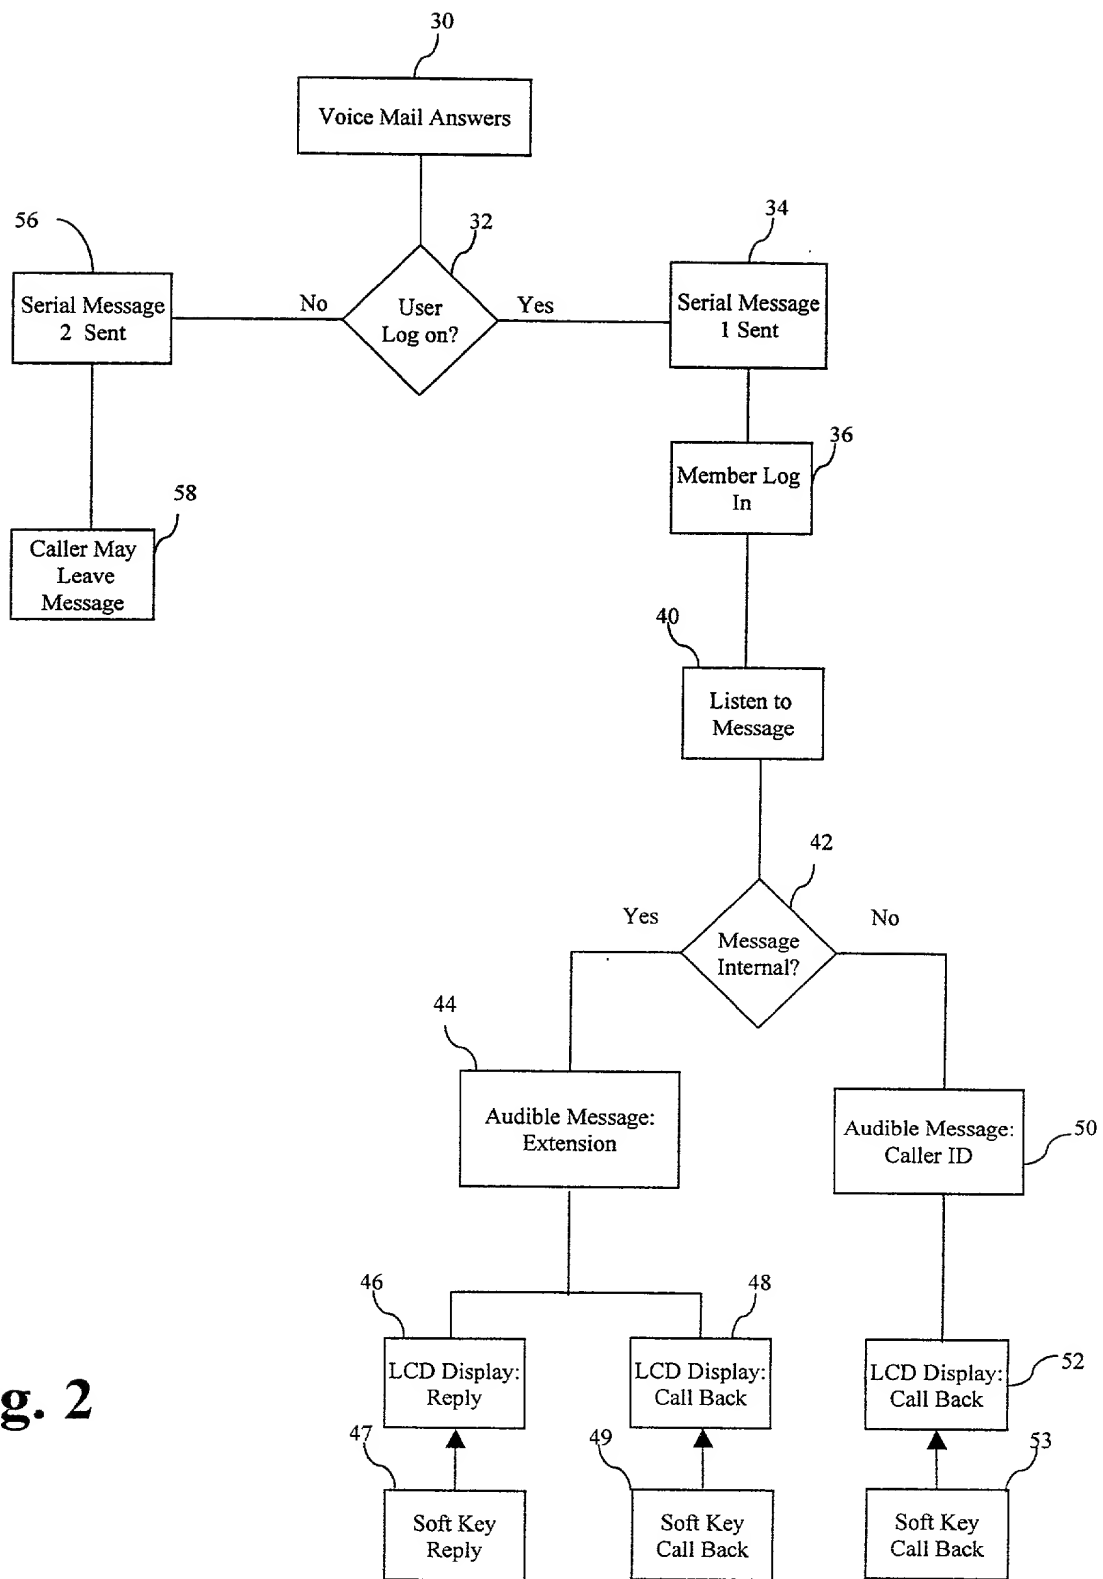 30
Voice Mail Answers
56
32
34
Serial Message
2 Sent
No
User
Log on?
Yes
Serial Message
1 Sent
36
Member Log
In
58
Caller May
Leave
Message
40
Listen to
Message
42
Yes
Message
Internal?
No
44
Audible Message:
Extension
Audible Message:
Caller ID
50
46
48
LCD Display:
Reply
LCD Display:
Call Back
LCD Display:
Call Back
52
g. 2
47
49
53
Soft Key
Reply
Soft Key
Call Back
Soft Key
Call Back